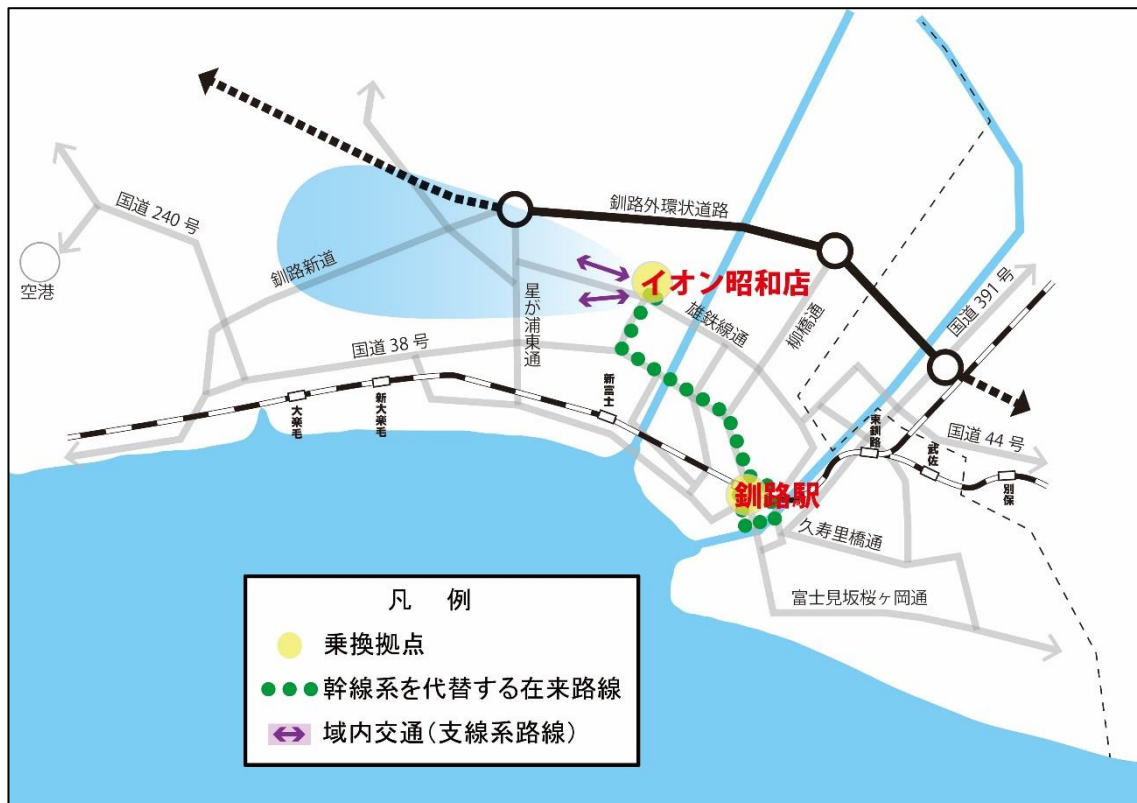 釧路外環状道路
国道 240 号
空港
釧路新道
イオン昭和店
国道 391 号
星が浦東通
雄鉄線通
柳橋通
国道 38 号
新富士
大楽毛
新大楽毛
東釧路
国道 44 号
武佐
別保
釧路駅
久寿里橋通
富士見坂桜ヶ岡通
凡 例
乗換拠点
幹線系を代替する在来路線
域内交通(支線系路線)